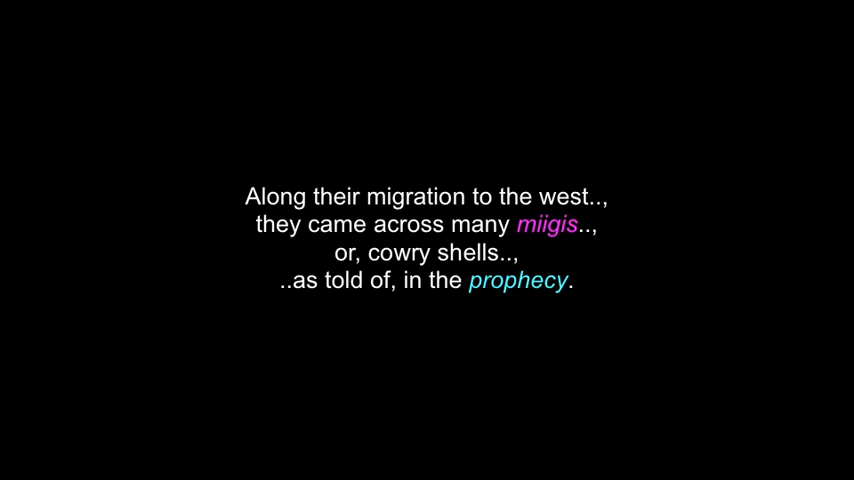 Along their migration to the west..,
they came across many miigis..,
or, cowry shells..,
..as told of, in the prophecy.